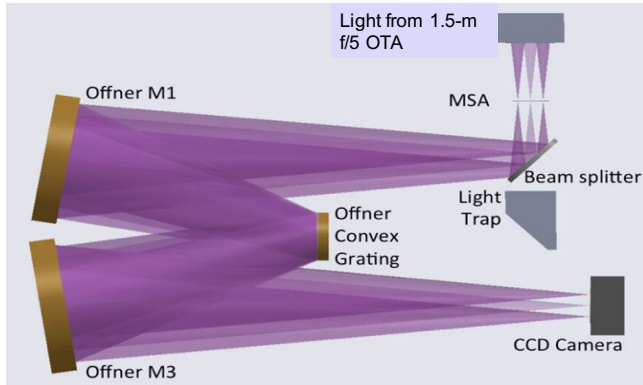 Light from 1.5-m
f/5 OTA
Offner M1
MSA
Beam splitter
Light
Trap
Offner
Convex
Grating
CCD Camera
Offner M3